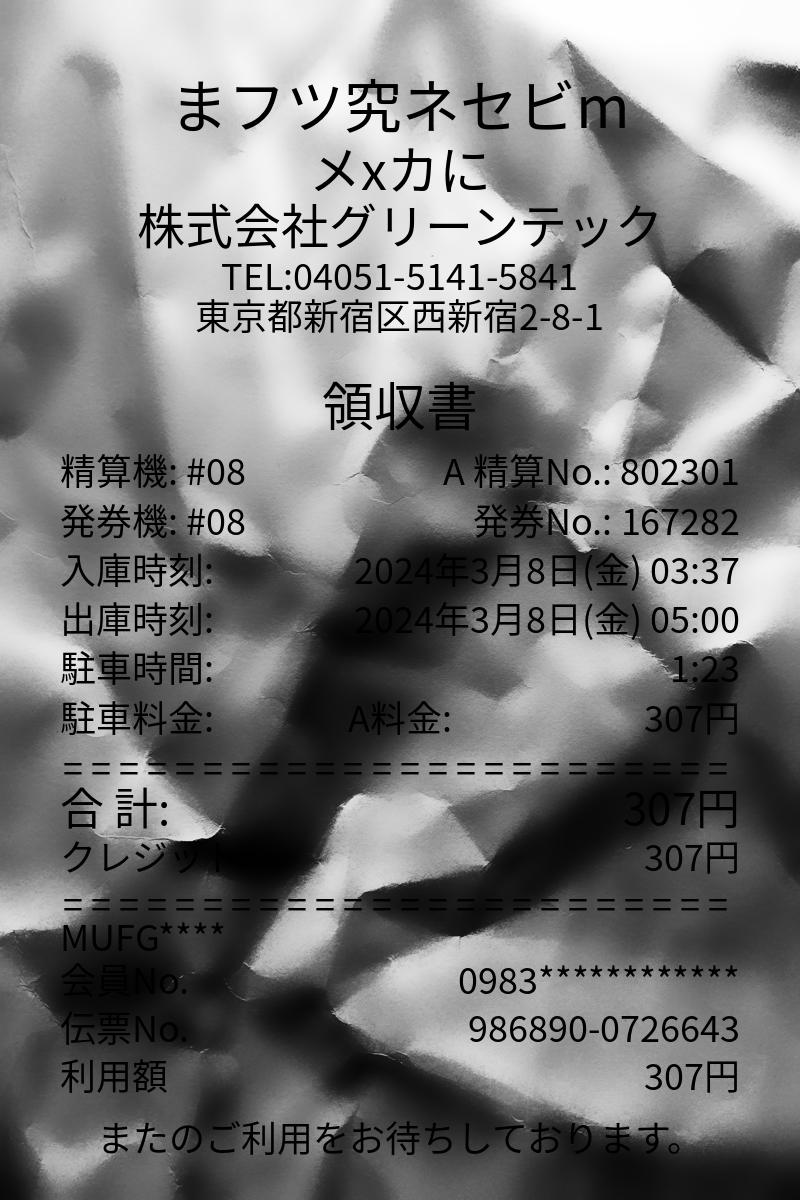 まフツ究ネセビm
メxカに
株式会社グリーンテック
TEL:04051-5141-5841
東京都新宿区西新宿2-8-1
領収書
精算機: #08 A 精算No.: 802301
発券機: #08 発券No.: 167282
入庫時刻: 2024年3月8日(金) 03:37
出庫時刻: 2024年3月8日(金) 05:00
駐車時間: 1:23
駐車料金: A料金: 307円
========================
合 計: 307円
クレジット 307円
========================
MUFG****
会員No. 0983************
伝票No. 986890-0726643
利用額 307円
またのご利用をお待ちしております。